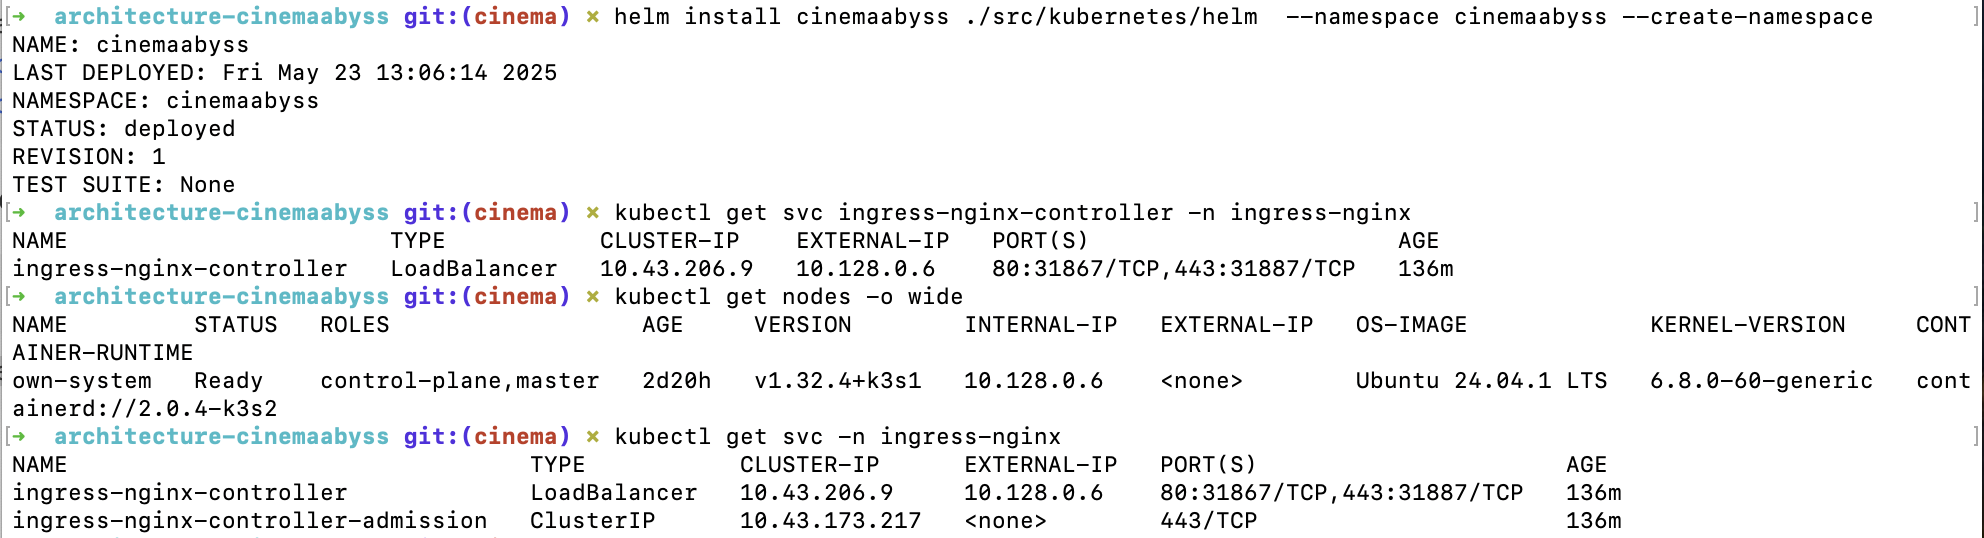 [➜  architecture-cinemaabyss git:(cinema) × helm install cinemaabyss ./src/kubernetes/helm  --namespace cinemaabyss --create-namespace ]
NAME: cinemaabyss
LAST DEPLOYED: Fri May 23 13:06:14 2025
NAMESPACE: cinemaabyss
STATUS: deployed
REVISION: 1
TEST SUITE: None
[➜  architecture-cinemaabyss git:(cinema) × kubectl get svc ingress-nginx-controller -n ingress-nginx ]
NAME                       TYPE           CLUSTER-IP    EXTERNAL-IP   PORT(S)                      AGE
ingress-nginx-controller   LoadBalancer   10.43.206.9   10.128.0.6    80:31867/TCP,443:31887/TCP   136m
[➜  architecture-cinemaabyss git:(cinema) × kubectl get nodes -o wide ]
NAME         STATUS   ROLES                  AGE     VERSION        INTERNAL-IP   EXTERNAL-IP   OS-IMAGE             KERNEL-VERSION     CONT
AINER-RUNTIME
own-system   Ready    control-plane,master   2d20h   v1.32.4+k3s1   10.128.0.6    <none>        Ubuntu 24.04.1 LTS   6.8.0-60-generic   cont
ainerd://2.0.4-k3s2
[➜  architecture-cinemaabyss git:(cinema) × kubectl get svc -n ingress-nginx ]
NAME                                 TYPE           CLUSTER-IP      EXTERNAL-IP   PORT(S)                      AGE
ingress-nginx-controller             LoadBalancer   10.43.206.9     10.128.0.6    80:31867/TCP,443:31887/TCP   136m
ingress-nginx-controller-admission   ClusterIP      10.43.173.217   <none>        443/TCP                      136m